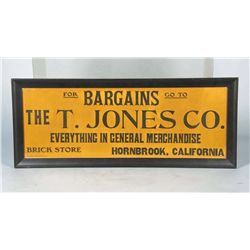 FOR BARGAINS GO TO
THE T. JONES CO.
EVERYTHING IN GENERAL MERCHANDISE
BRICK STORE HORNBROOK, CALIFORNIA